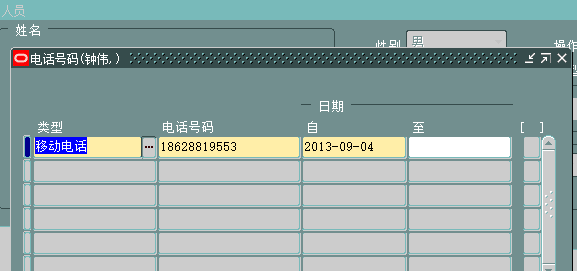 人员
姓名
性别 男 操作
电话号码(钟伟,)
日期
类型 电话号码 自 至 [ ]
移动电话 ... 18628819553 2013-09-04